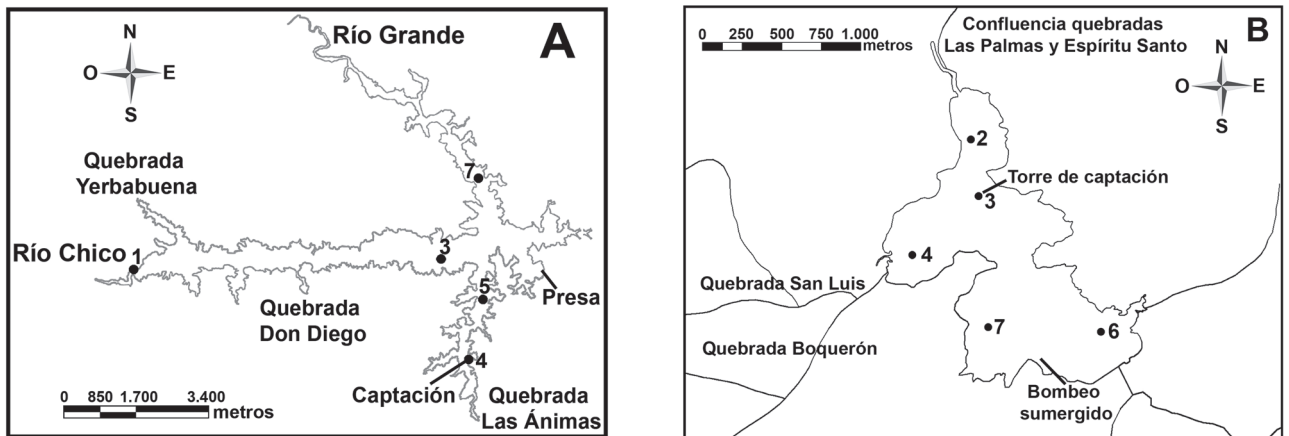 A
Río Grande
N
O
E
S
Quebrada
Yerbabuena
Río Chico
1
7
3
5
4
Quebrada
Don Diego
Presa
Captación
Quebrada
Las Ánimas
0 850 1.700 3.400
metros
B
0 250 500 750 1.000
metros
Confluencia quebradas
Las Palmas y Espíritu Santo
N
O
E
S
2
Torre de captación
3
4
Quebrada San Luis
Quebrada Boquerón
7
6
Bombeo
sumergido